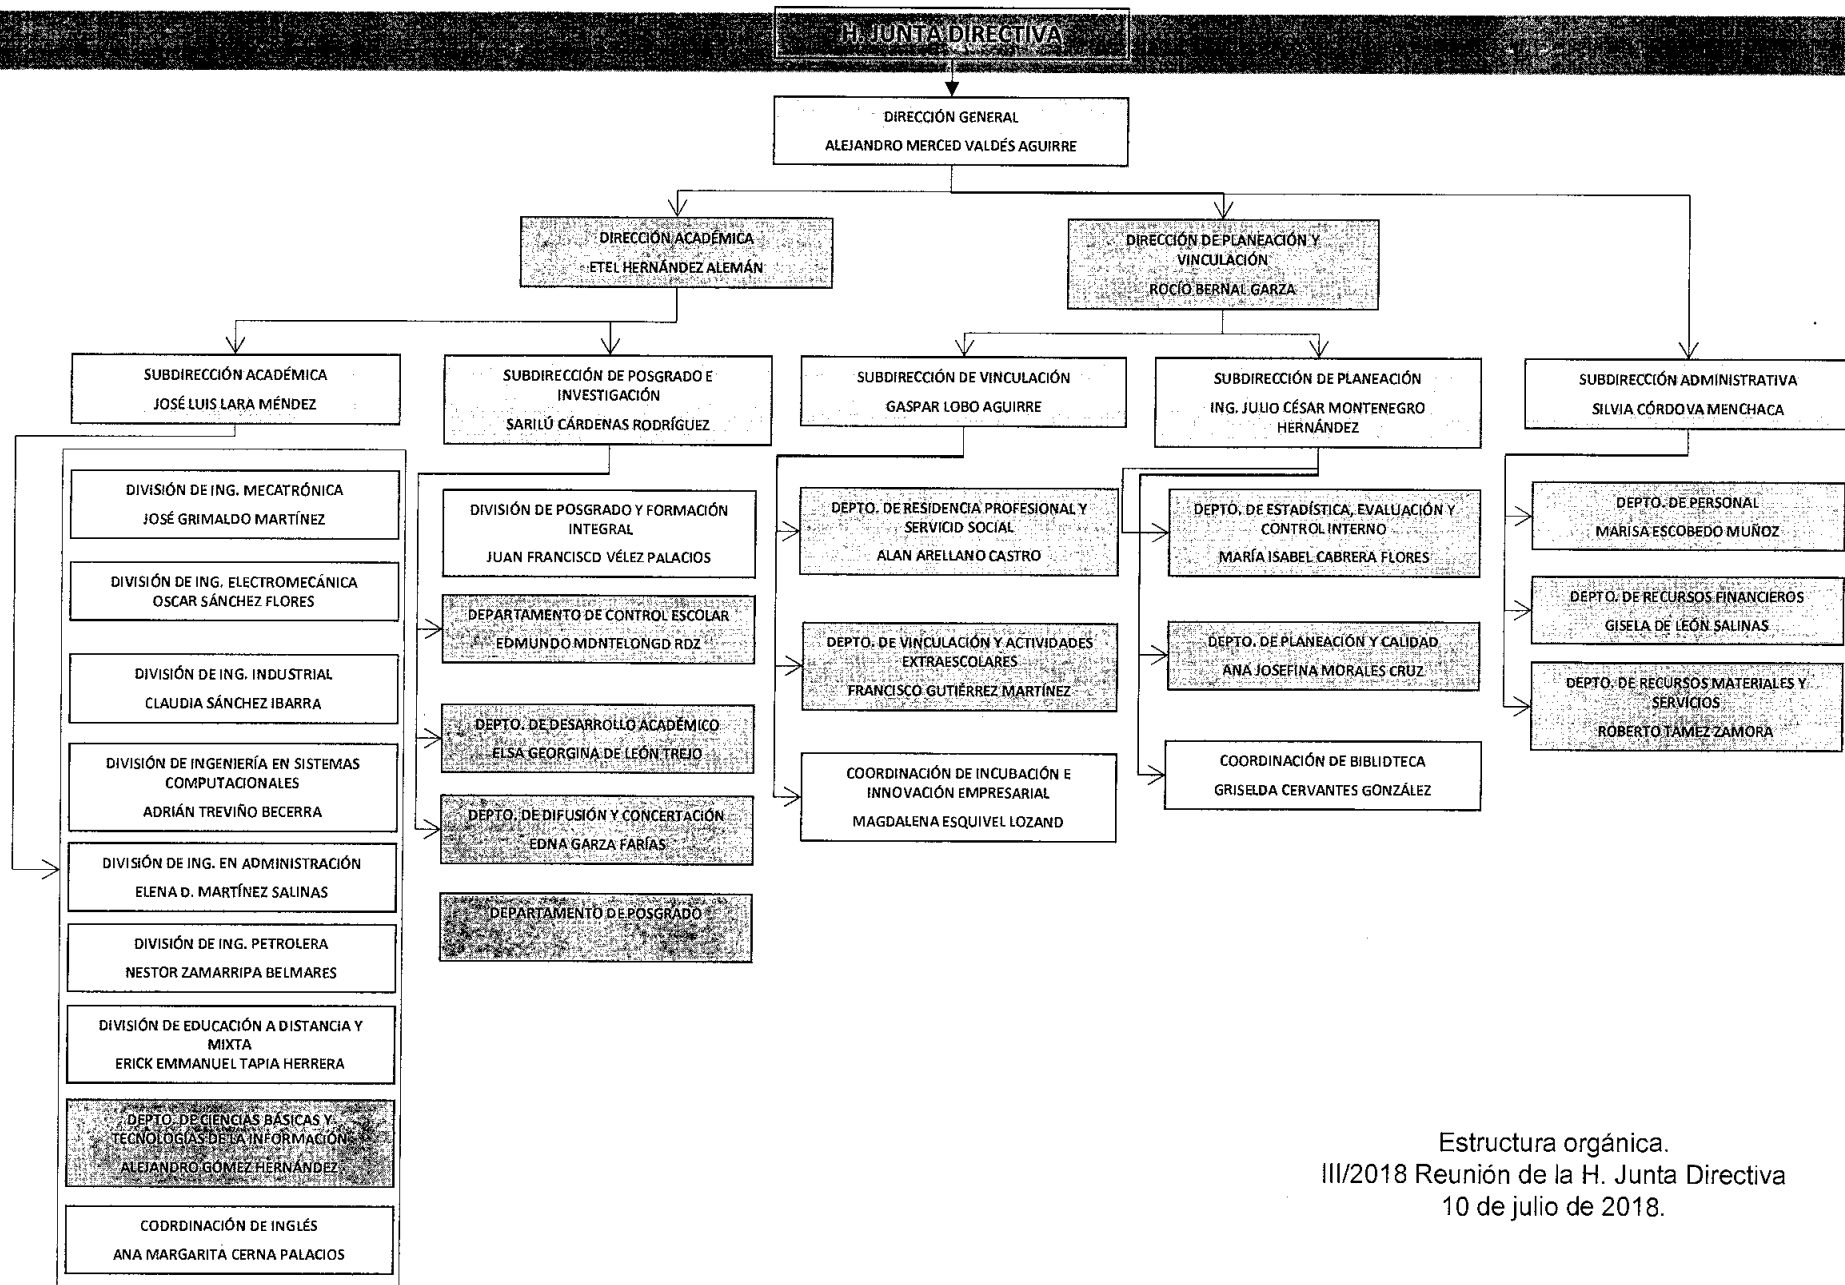 H. JUNTA DIRECTIVA
DIRECCIÓN GENERAL
ALEJANDRO MERCED VALDÉS AGUIRRE
DIRECCIÓN ACADÉMICA
ETEL HERNÁNDEZ ALEMÁN
DIRECCIÓN DE PLANEACIÓN Y
VINCULACIÓN
ROCÍO BERNAL GARZA
SUBDIRECCIÓN ACADÉMICA
JOSÉ LUIS LARA MÉNDEZ
SUBDIRECCIÓN DE POSGRADO E
INVESTIGACIÓN
SARILÚ CÁRDENAS RODRÍGUEZ
SUBDIRECCIÓN DE VINCULACIÓN
GASPAR LOBO AGUIRRE
SUBDIRECCIÓN DE PLANEACIÓN
ING. JULIO CÉSAR MONTENEGRO
HERNÁNDEZ
SUBDIRECCIÓN ADMINISTRATIVA
SILVIA CÓRDOVA MENCHACA
DIVISIÓN DE ING. MECATRÓNICA
JOSÉ GRIMALDO MARTÍNEZ
DIVISIÓN DE ING. ELECTROMECÁNICA
OSCAR SÁNCHEZ FLORES
DIVISIÓN DE ING. INDUSTRIAL
CLAUDIA SÁNCHEZ IBARRA
DIVISIÓN DE INGENIERÍA EN SISTEMAS
COMPUTACIONALES
ADRIÁN TREVIÑO BECERRA
DIVISIÓN DE ING. EN ADMINISTRACIÓN
ELENA D. MARTÍNEZ SALINAS
DIVISIÓN DE ING. PETROLERA
NESTOR ZAMARRIPA BELMARES
DIVISIÓN DE EDUCACIÓN A DISTANCIA Y
MIXTA
ERICK EMMANUEL TAPIA HERRERA
DEPTO. DE CIENCIAS BÁSICAS Y
TECNOLOGÍAS DE LA INFORMACIÓN
ALEJANDRO GÓMEZ HERNÁNDEZ
COORDINACIÓN DE INGLÉS
ANA MARGARITA CERNA PALACIOS
DIVISIÓN DE POSGRADO Y FORMACIÓN
INTEGRAL
JUAN FRANCISCO VÉLEZ PALACIOS
DEPARTAMENTO DE CONTROL ESCOLAR
EDMUNDO MONTELONGO RDZ
DEPTO. DE DESARROLLO ACADÉMICO
ELSA GEORGINA DE LEÓN TREJO
DEPTO. DE DIFUSIÓN Y CONCERTACIÓN
EDNA GARZA FARÍAS
DEPARTAMENTO DE POSGRADO
DEPTO. DE RESIDENCIA PROFESIONAL Y
SERVICIO SOCIAL
ALAN ARELLANO CASTRO
DEPTO. DE VINCULACIÓN Y ACTIVIDADES
EXTRAESCOLARES
FRANCISCO GUTIÉRREZ MARTÍNEZ
COORDINACIÓN DE INCUBACIÓN E
INNOVACIÓN EMPRESARIAL
MAGDALENA ESQUIVEL LOZANO
DEPTO. DE ESTADÍSTICA, EVALUACIÓN Y
CONTROL INTERNO
MARÍA ISABEL CABRERA FLORES
DEPTO. DE PLANEACIÓN Y CALIDAD
ANA JOSEFINA MORALES CRUZ
COORDINACIÓN DE BIBLIOTECA
GRISELDA CERVANTES GONZÁLEZ
DEPTO. DE PERSONAL
MARISA ESCOBEDO MUÑOZ
DEPTO. DE RECURSOS FINANCIEROS
GISELA DE LEÓN SALINAS
DEPTO. DE RECURSOS MATERIALES Y
SERVICIOS
ROBERTO TAMEZ ZAMORA
Estructura orgánica.
III/2018 Reunión de la H. Junta Directiva
10 de julio de 2018.